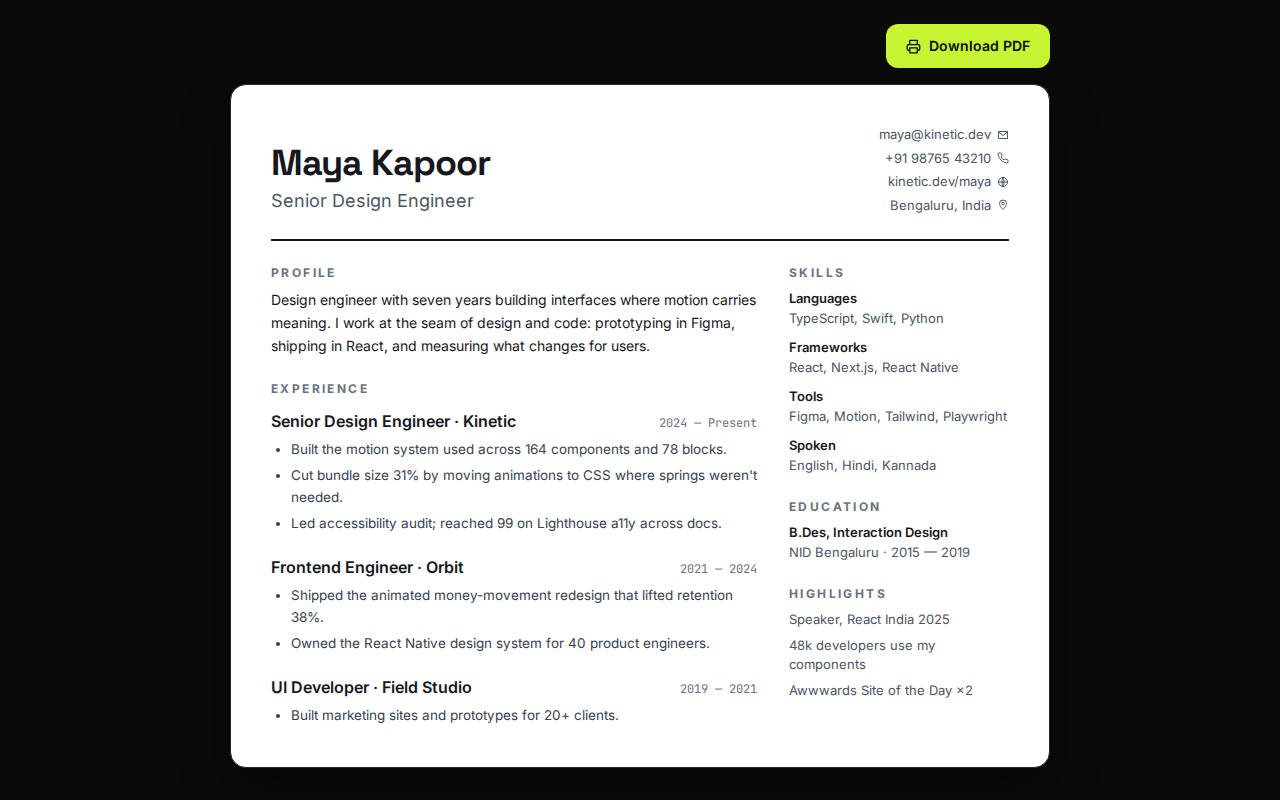 Download PDF
Maya Kapoor
Senior Design Engineer
maya@kinetic.dev
+91 98765 43210
kinetic.dev/maya
Bengaluru, India
PROFILE
Design engineer with seven years building interfaces where motion carries
meaning. I work at the seam of design and code: prototyping in Figma,
shipping in React, and measuring what changes for users.
EXPERIENCE
Senior Design Engineer · Kinetic
2024 — Present
• Built the motion system used across 164 components and 78 blocks.
• Cut bundle size 31% by moving animations to CSS where springs weren't
needed.
• Led accessibility audit; reached 99 on Lighthouse a11y across docs.
Frontend Engineer · Orbit
2021 — 2024
• Shipped the animated money-movement redesign that lifted retention
38%.
• Owned the React Native design system for 40 product engineers.
UI Developer · Field Studio
2019 — 2021
• Built marketing sites and prototypes for 20+ clients.
SKILLS
Languages
TypeScript, Swift, Python
Frameworks
React, Next.js, React Native
Tools
Figma, Motion, Tailwind, Playwright
Spoken
English, Hindi, Kannada
EDUCATION
B.Des, Interaction Design
NID Bengaluru · 2015 — 2019
HIGHLIGHTS
Speaker, React India 2025
48k developers use my
components
Awwwards Site of the Day ×2